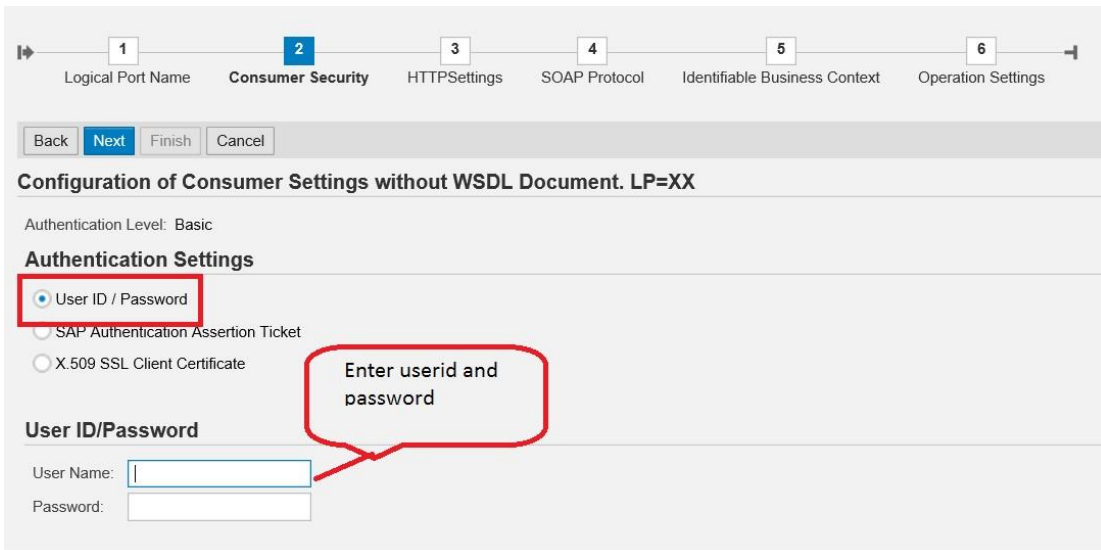 1 2 3 4 5 6
Logical Port Name Consumer Security HTTPSettings SOAP Protocol Identifiable Business Context Operation Settings
Back Next Finish Cancel
Configuration of Consumer Settings without WSDL Document. LP=XX
Authentication Level: Basic
Authentication Settings
User ID / Password
SAP Authentication Assertion Ticket
X.509 SSL Client Certificate
Enter userid and
password
User ID/Password
User Name:
Password: